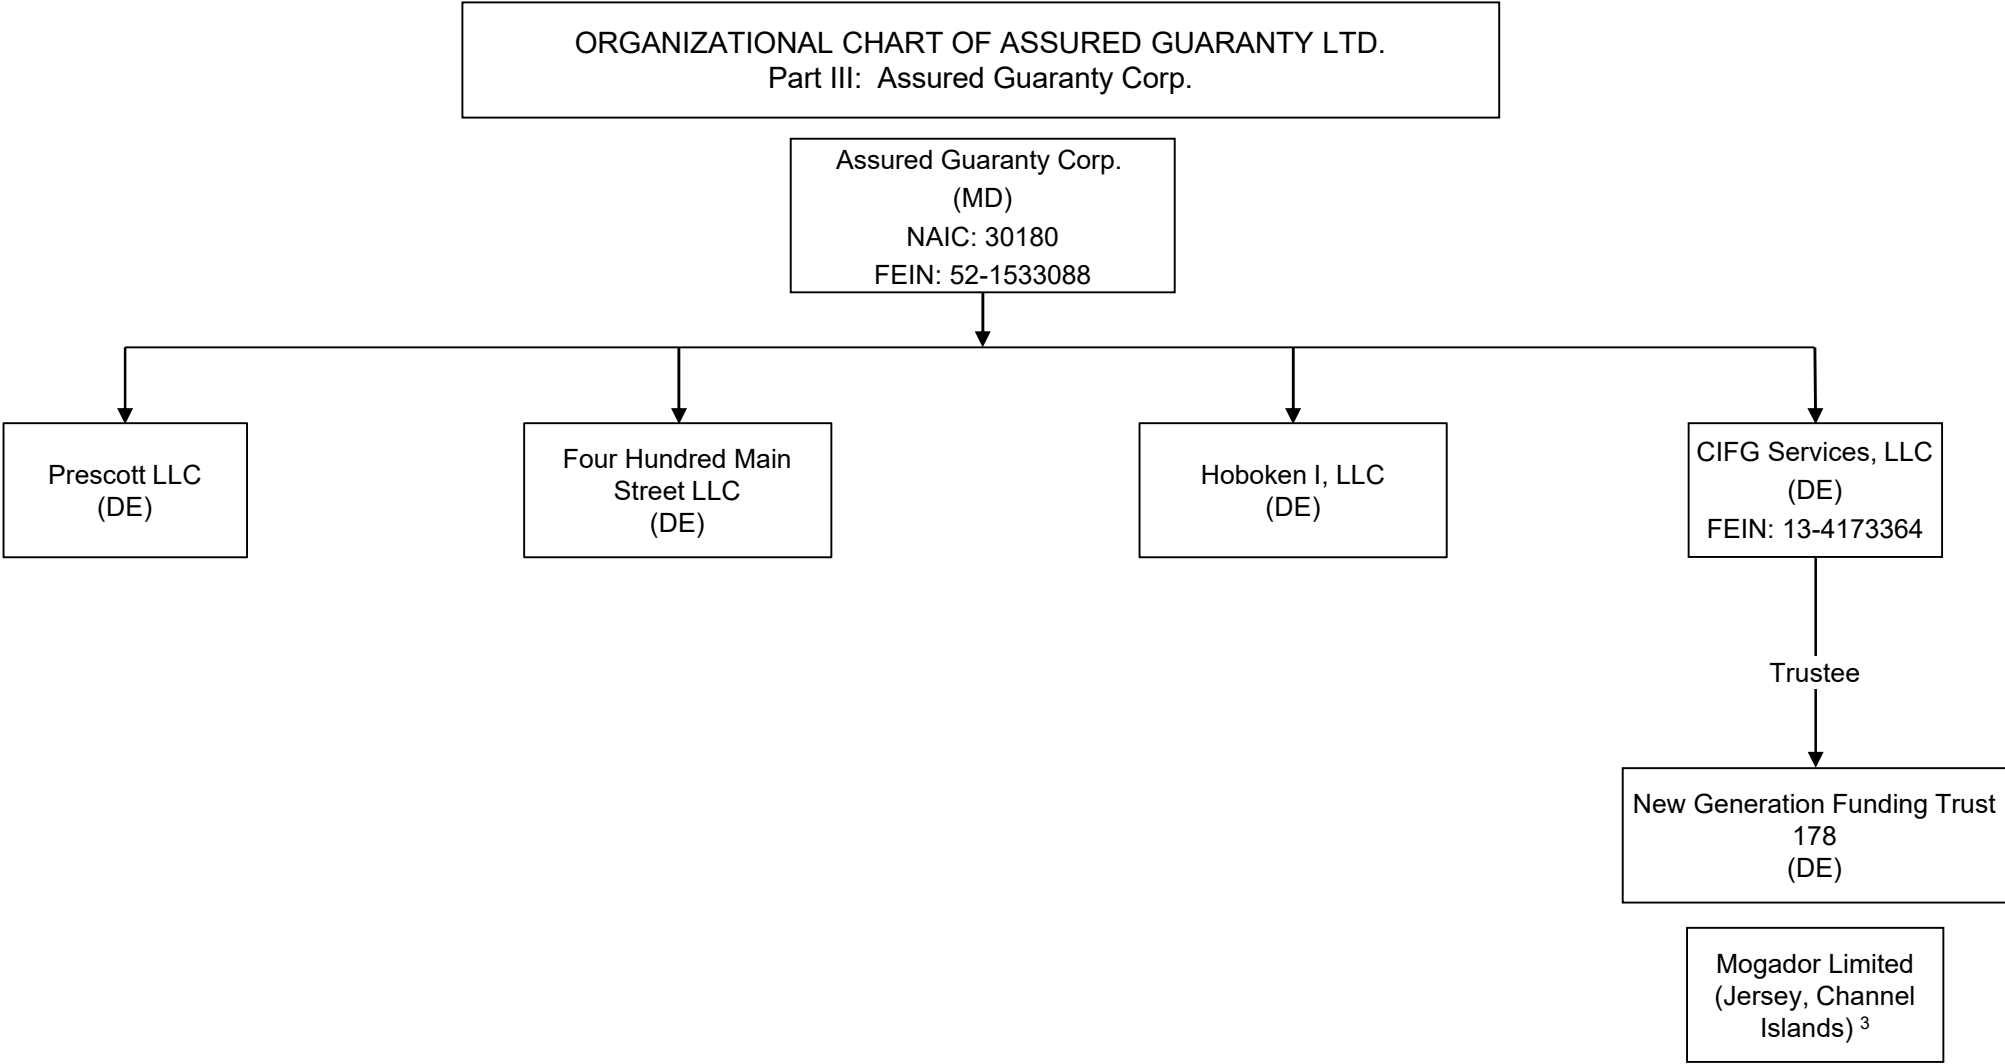 ORGANIZATIONAL CHART OF ASSURED GUARANTY LTD.
Part III:  Assured Guaranty Corp.
Assured Guaranty Corp.
(MD)
NAIC: 30180
FEIN: 52-1533088
Prescott LLC
(DE)
Four Hundred Main
Street LLC
(DE)
Hoboken I, LLC
(DE)
CIFG Services, LLC
(DE)
FEIN: 13-4173364
Trustee
New Generation Funding Trust
178
(DE)
Mogador Limited
(Jersey, Channel
Islands) 3